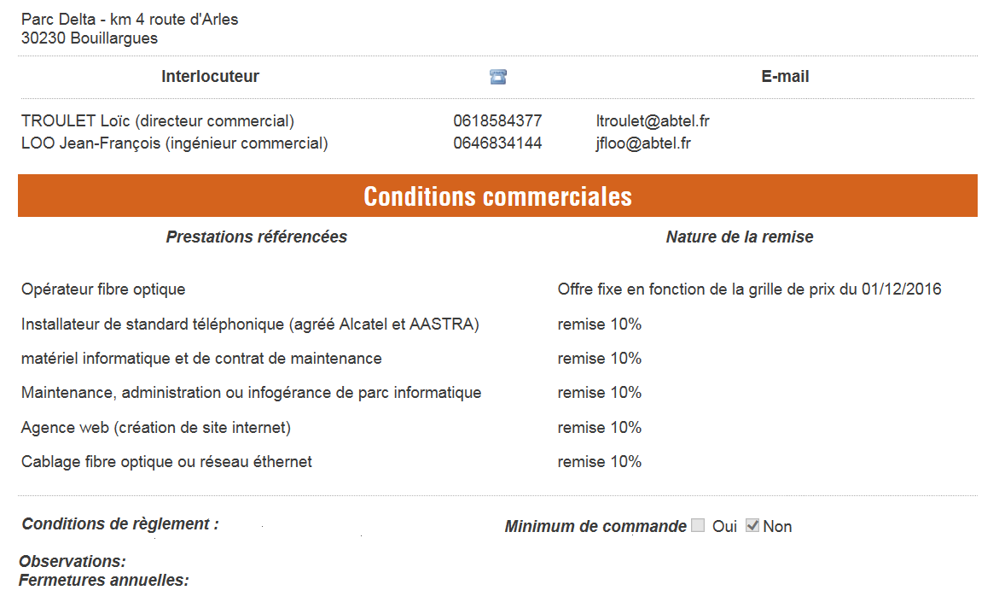 Parc Delta - km 4 route d'Arles
30230 Bouillargues
Interlocuteur E-mail
TROULET Loïc (directeur commercial) 0618584377 ltroulet@abtel.fr
LOO Jean-François (ingénieur commercial) 0646834144 jfloo@abtel.fr
Conditions commerciales
Prestations référencées Nature de la remise
Opérateur fibre optique Offre fixe en fonction de la grille de prix du 01/12/2016
Installateur de standard téléphonique (agréé Alcatel et AASTRA) remise 10%
matériel informatique et de contrat de maintenance remise 10%
Maintenance, administration ou infogérance de parc informatique remise 10%
Agence web (création de site internet) remise 10%
Cablage fibre optique ou réseau éthernet remise 10%
Conditions de règlement : Minimum de commande Oui Non
Observations:
Fermetures annuelles: